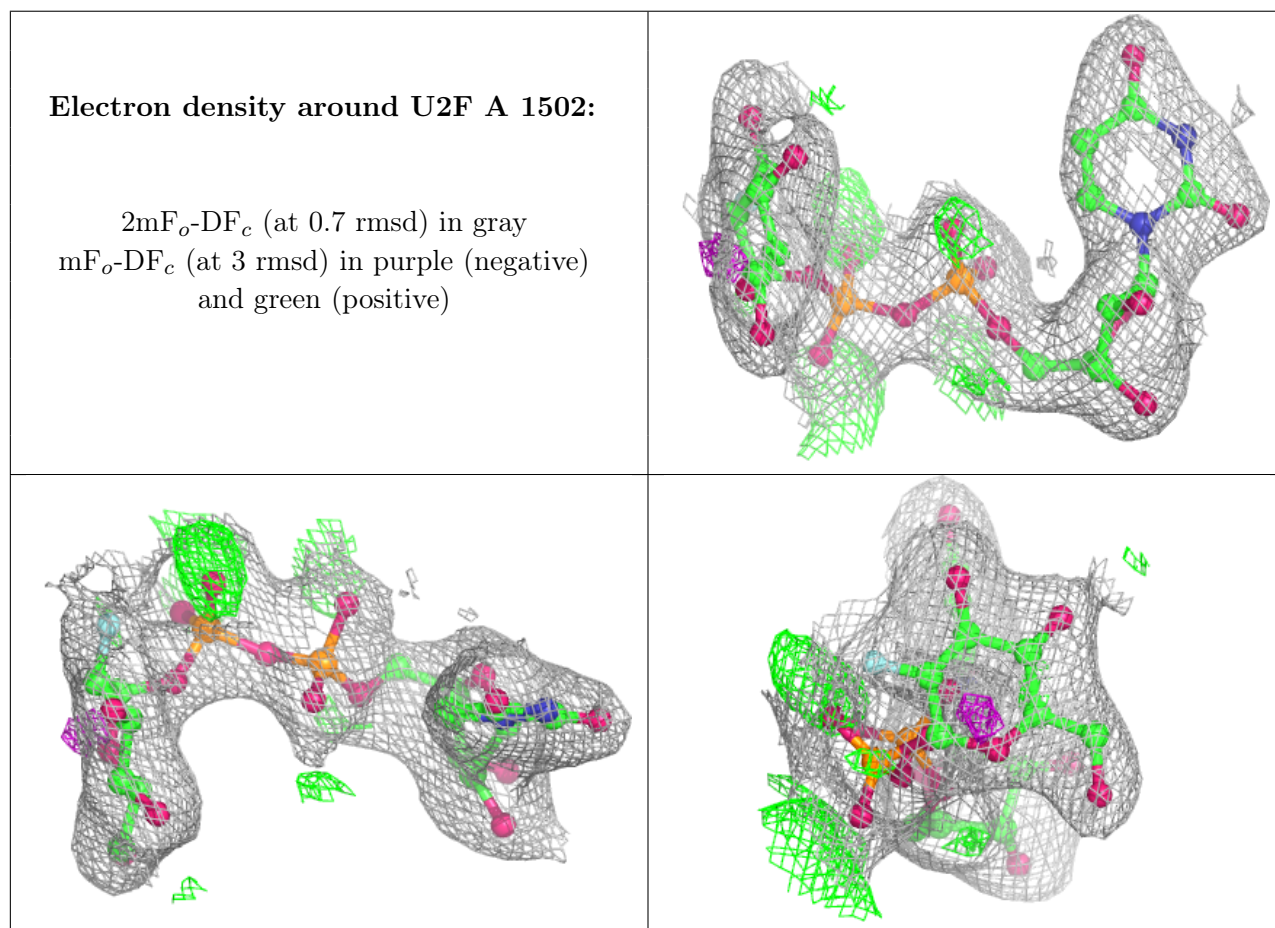 Electron density around U2F A 1502:
2mFo-DFc (at 0.7 rmsd) in gray
mFo-DFc (at 3 rmsd) in purple (negative)
and green (positive)